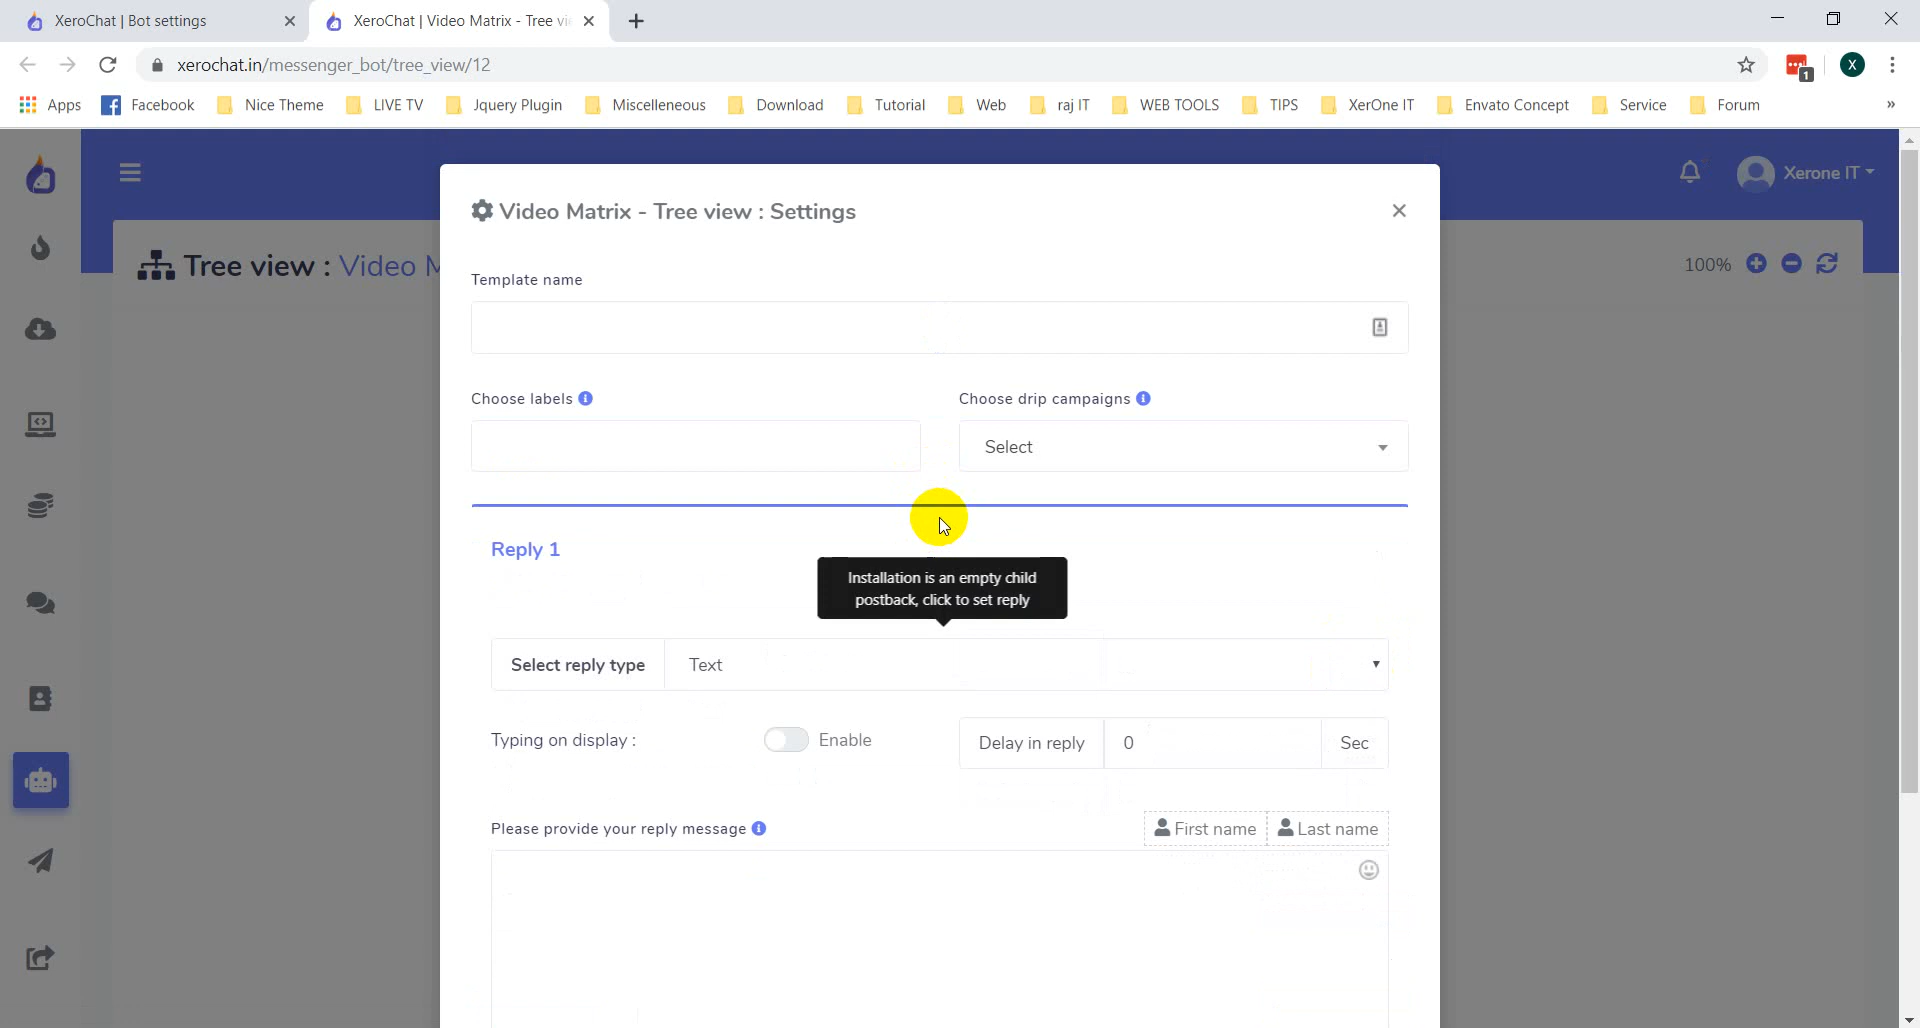 XeroChat | Bot settings
XeroChat | Video Matrix - Tree vi
xerochat.in/messenger_bot/tree_view/12
1
X
Apps
Facebook
Nice Theme
LIVE TV
Jquery Plugin
Miscelleneous
Download
Tutorial
Web
raj IT
WEB TOOLS
TIPS
XerOne IT
Envato Concept
Service
Forum
»
Xerone IT
Video Matrix - Tree view : Settings
Tree view : Video M
100%
Template name
Choose labels
Choose drip campaigns
Select
Reply 1
Installation is an empty child
postback, click to set reply
Select reply type
Text
Typing on display :
Enable
Delay in reply
0
Sec
Please provide your reply message
First name
Last name